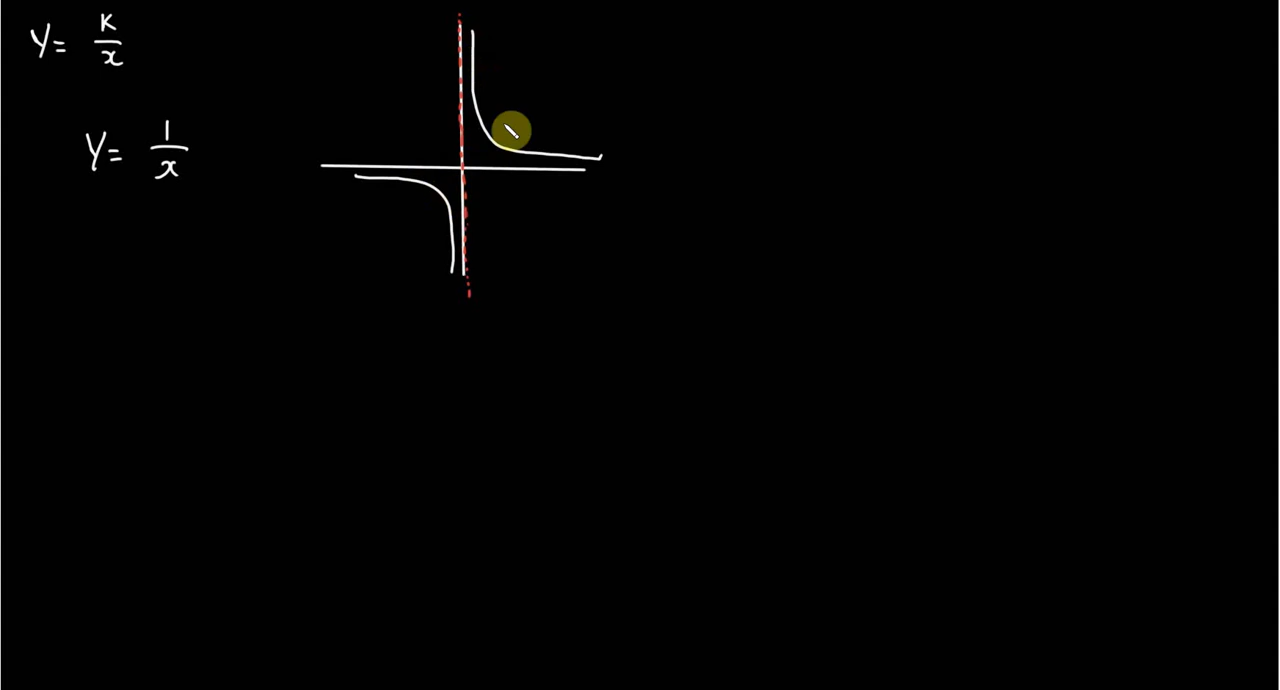 Y= K/x
Y= 1/x